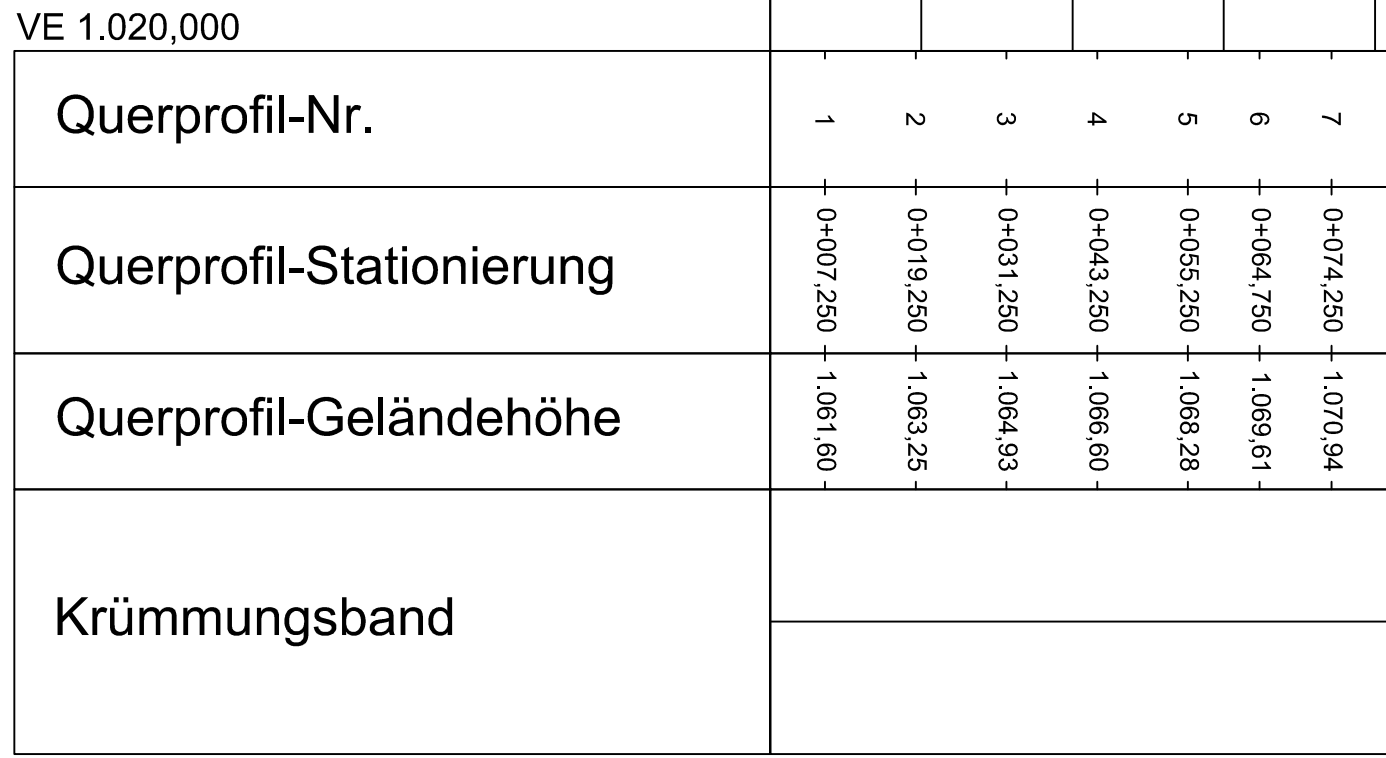 VE 1.020,000
Querprofil-Nr.
1 2 3 4 5 6 7
Querprofil-Stationierung
0+007,250 0+019,250 0+031,250 0+043,250 0+055,250 0+064,750 0+074,250
Querprofil-Geländehöhe
1.061,60 1.063,25 1.064,93 1.066,60 1.068,28 1.069,61 1.070,94
Krümmungsband